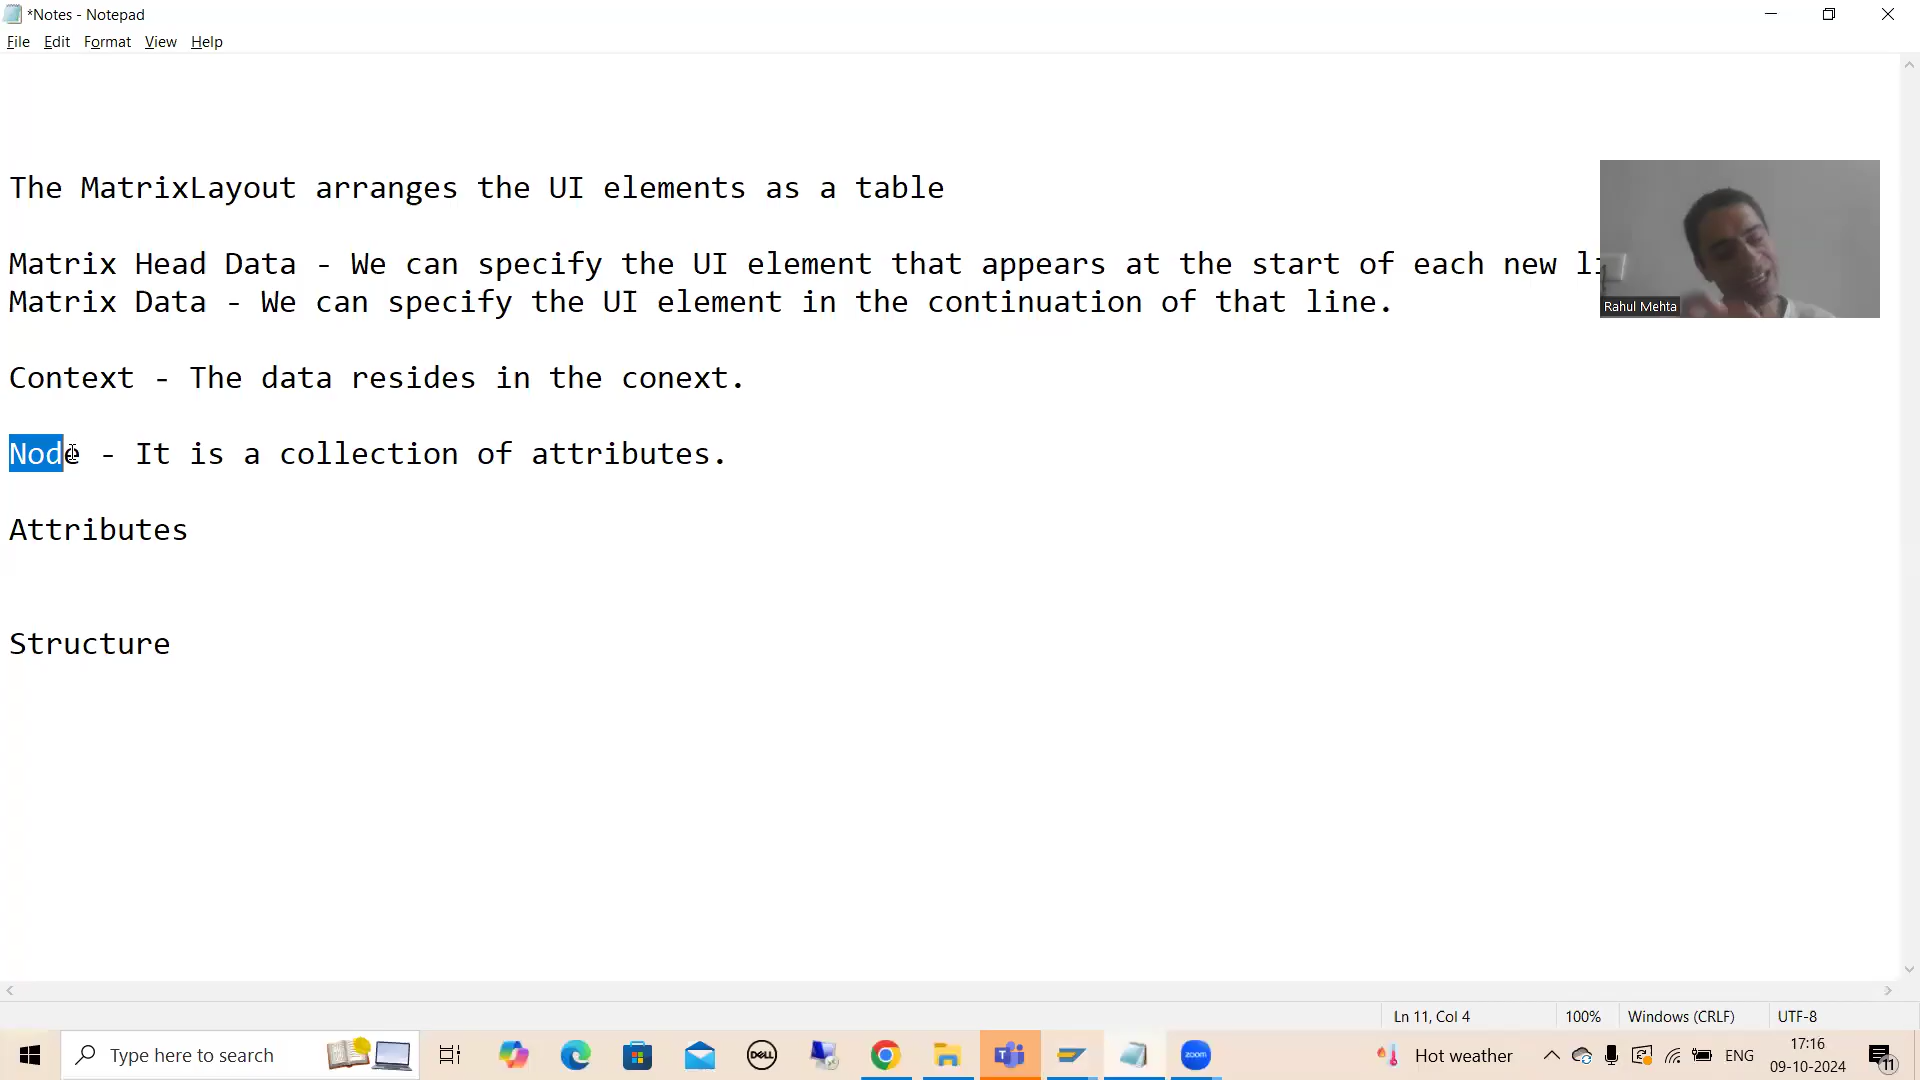 *Notes - Notepad
File Edit Format View Help
The MatrixLayout arranges the UI elements as a table
Matrix Head Data - We can specify the UI element that appears at the start of each new
Matrix Data - We can specify the UI element in the continuation of that line.
Rahul Mehta
Context - The data resides in the conext.
Node - It is a collection of attributes.
Attributes
Structure
Ln 11, Col 4 100% Windows (CRLF) UTF-8
Type here to search DELL T zoom Hot weather ENG 17:16 09-10-2024 11